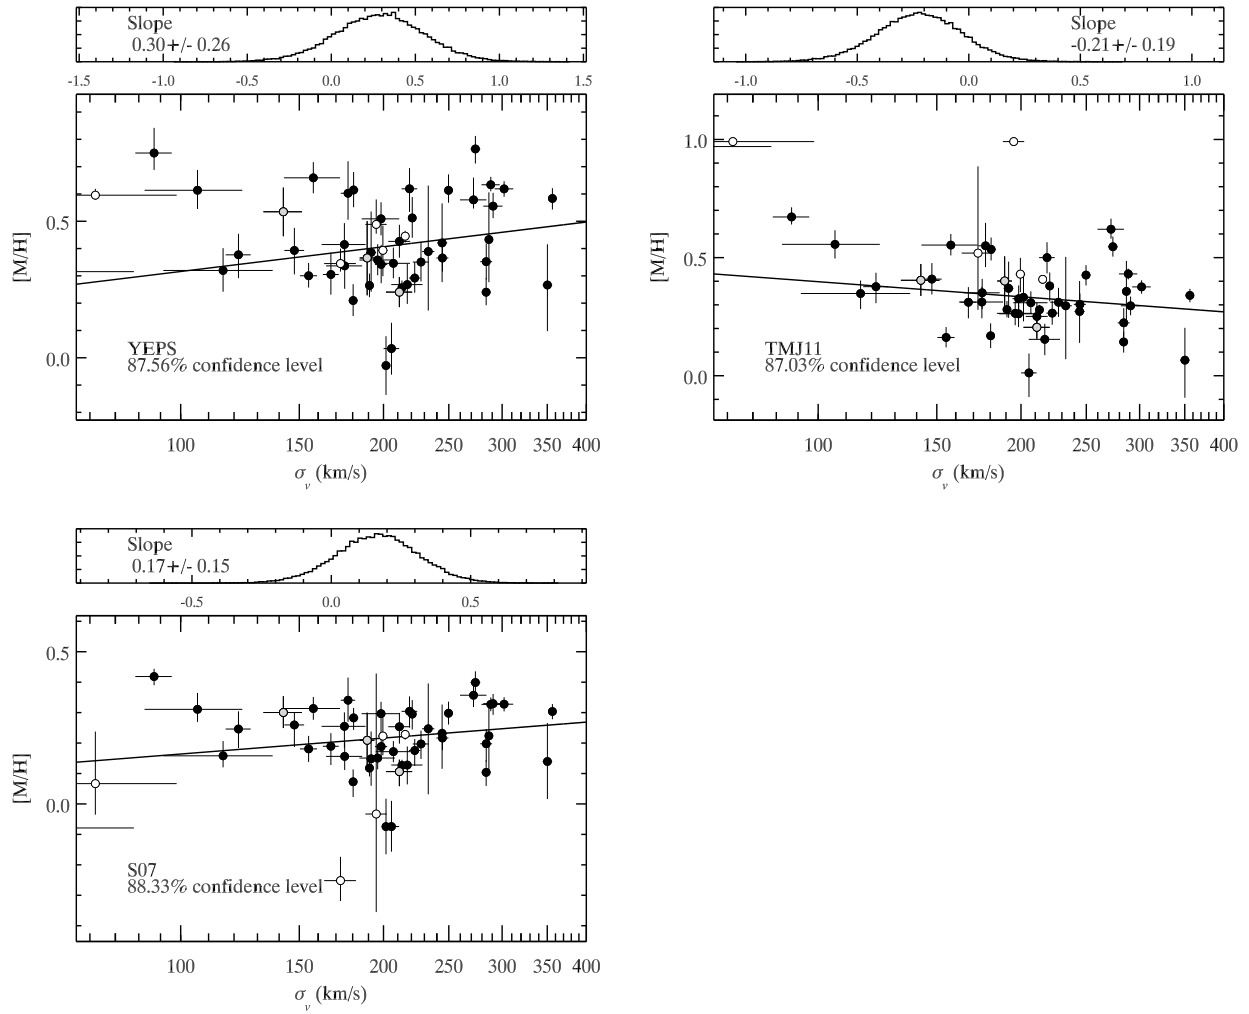 Slope
0.30+/- 0.26
-1.5 -1.0 -0.5 0.0 0.5 1.0 1.5
0.5
0.0
[M/H]
YEPS
87.56% confidence level
100 150 200 250 300 350 400
σv (km/s)
Slope
-0.21+/- 0.19
-1.0 -0.5 0.0 0.5 1.0
1.0
0.5
0.0
[M/H]
TMJ11
87.03% confidence level
100 150 200 250 300 350 400
σv (km/s)
Slope
0.17+/- 0.15
-0.5 0.0 0.5
0.5
0.0
[M/H]
S07
88.33% confidence level
100 150 200 250 300 350 400
σv (km/s)